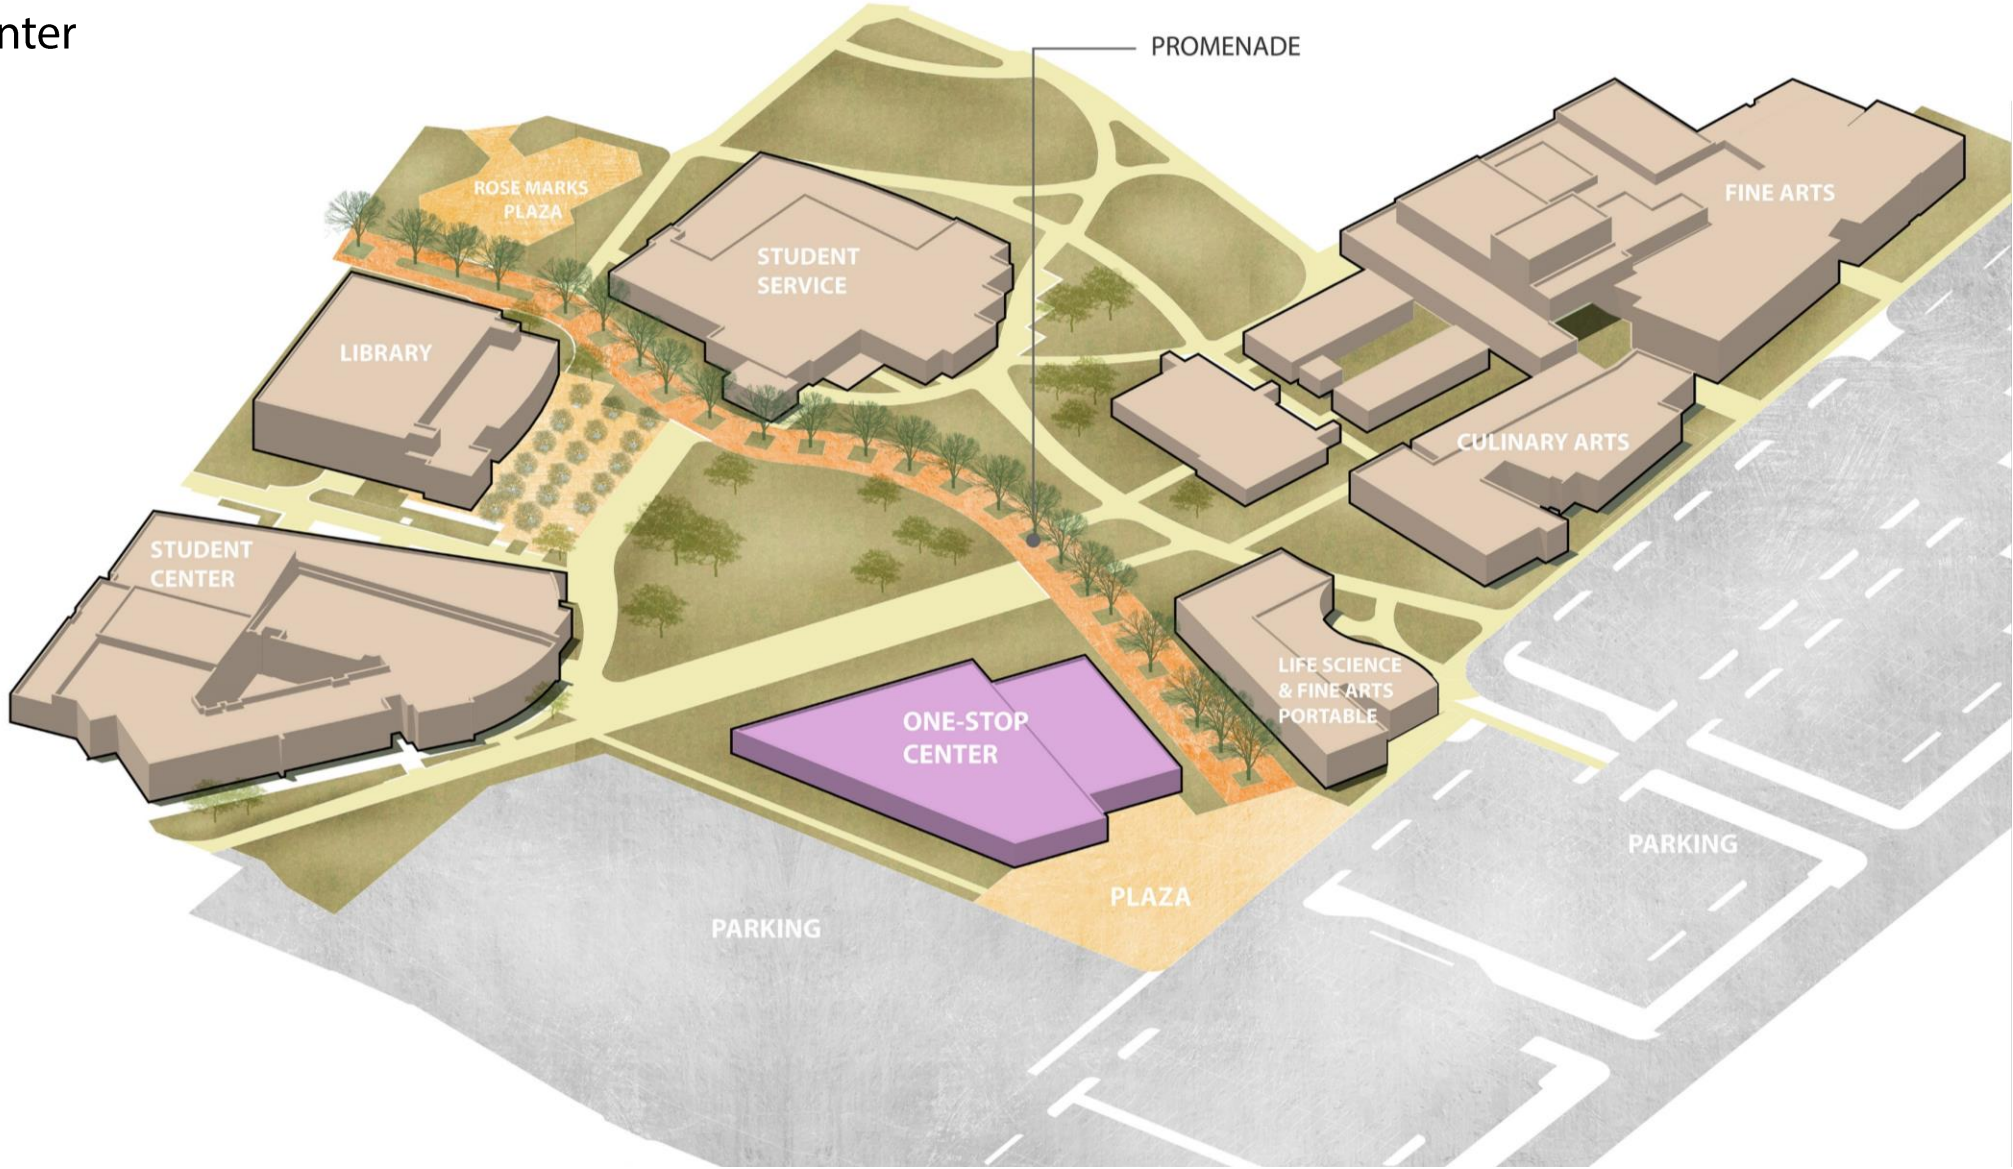 nter
PROMENADE
ROSE MARKS
PLAZA
FINE ARTS
STUDENT
SERVICE
LIBRARY
CULINARY ARTS
STUDENT
CENTER
LIFE SCIENCE
& FINE ARTS
PORTABLE
ONE-STOP
CENTER
PARKING
PLAZA
PARKING